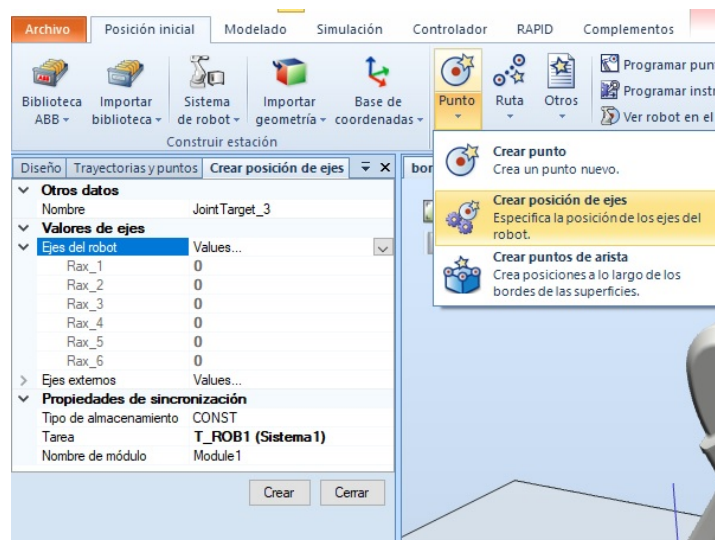 Archivo Posición inicial Modelado Simulación Controlador RAPID Complementos
Biblioteca ABB
Importar biblioteca
Sistema de robot
Importar geometría
Base de coordenadas
Construir estación
Punto
Ruta
Otros
Programar
Programar
Ver robot en el
Diseño Trayectorias y puntos Crear posición de ejes
Otros datos
Nombre JointTarget_3
Valores de ejes
Ejes del robot Values...
Rax_1 0
Rax_2 0
Rax_3 0
Rax_4 0
Rax_5 0
Rax_6 0
Ejes externos Values...
Propiedades de sincronización
Tipo de almacenamiento CONST
Tarea T_ROB1 (Sistema1)
Nombre de módulo Module1
Crear Cerrar
Crear punto
Crea un punto nuevo.
Crear posición de ejes
Especifica la posición de los ejes del
robot.
Crear puntos de arista
Crea posiciones a lo largo de los
bordes de las superficies.